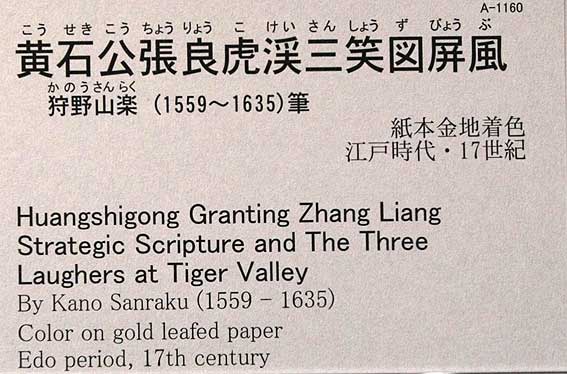 A-1160
こう せき こう ちょう りょう こ けい さん しょう ず びょう ぶ
黄石公張良虎渓三笑図屏風
かのうさんらく
狩野山楽 (1559～1635)筆
紙本金地着色
江戸時代・17世紀
Huangshigong Granting Zhang Liang
Strategic Scripture and The Three
Laughers at Tiger Valley
By Kano Sanraku (1559 - 1635)
Color on gold leafed paper
Edo period, 17th century